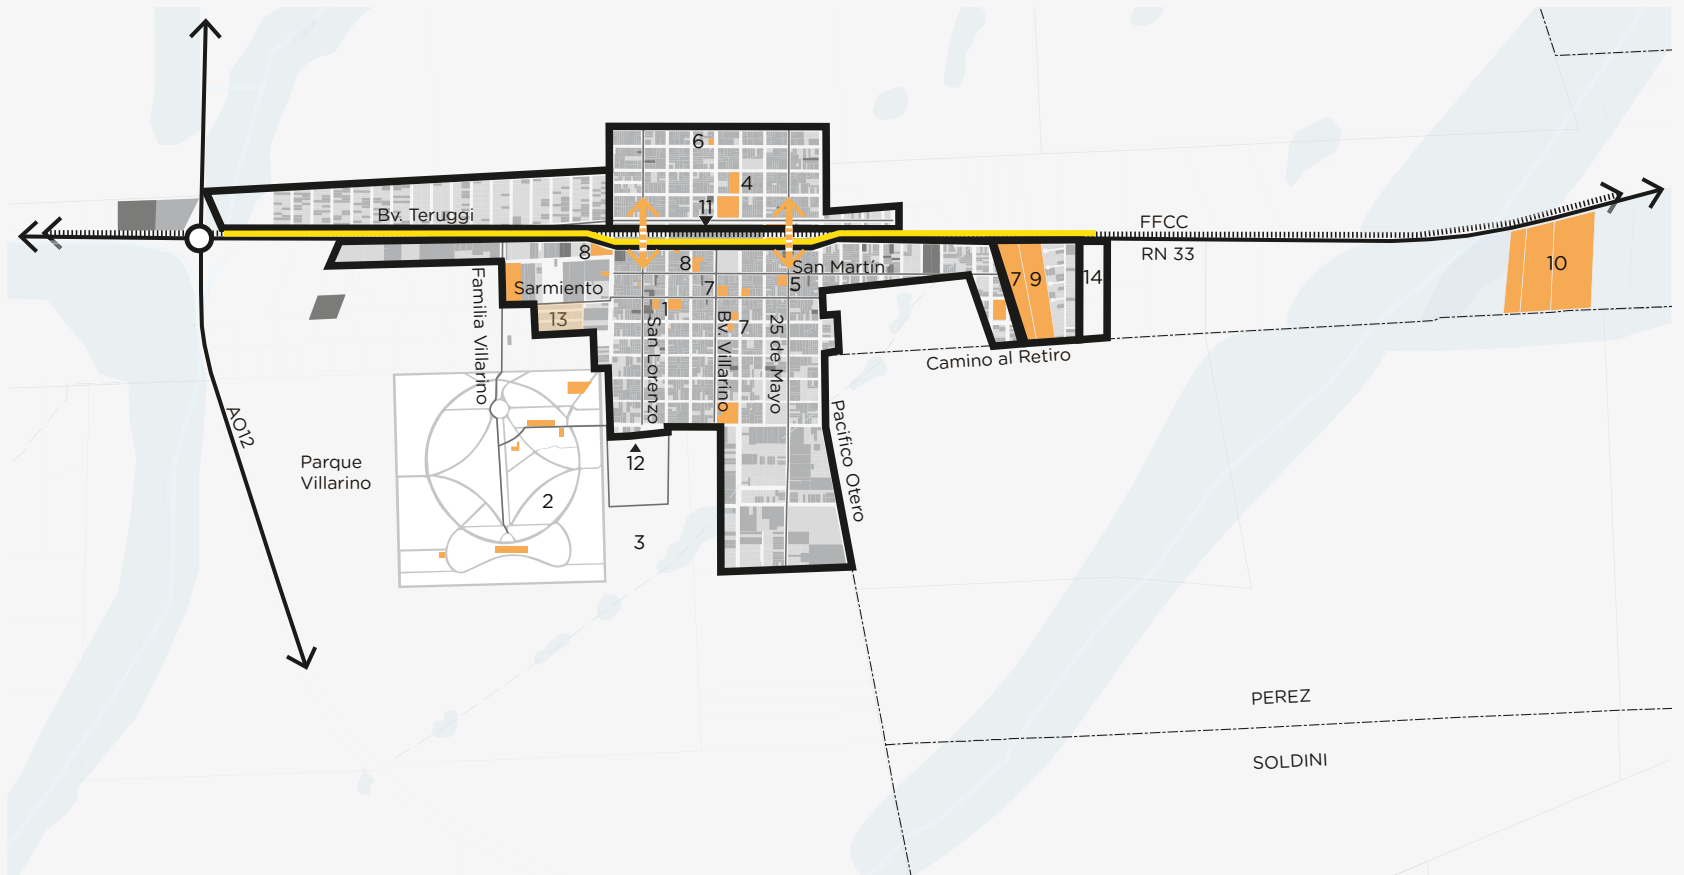 6
4
Bv. Teruggi
11
FFCC
RN 33
8
8
San Martín
7
9
14
10
Sarmiento
7
5
1
13
7
Familia Villarino
San Lorenzo
Bv. Villarino
25 de Mayo
Camino al Retiro
Pacifico Otero
AO12
Parque
Villarino
12
2
3
PEREZ
SOLDINI